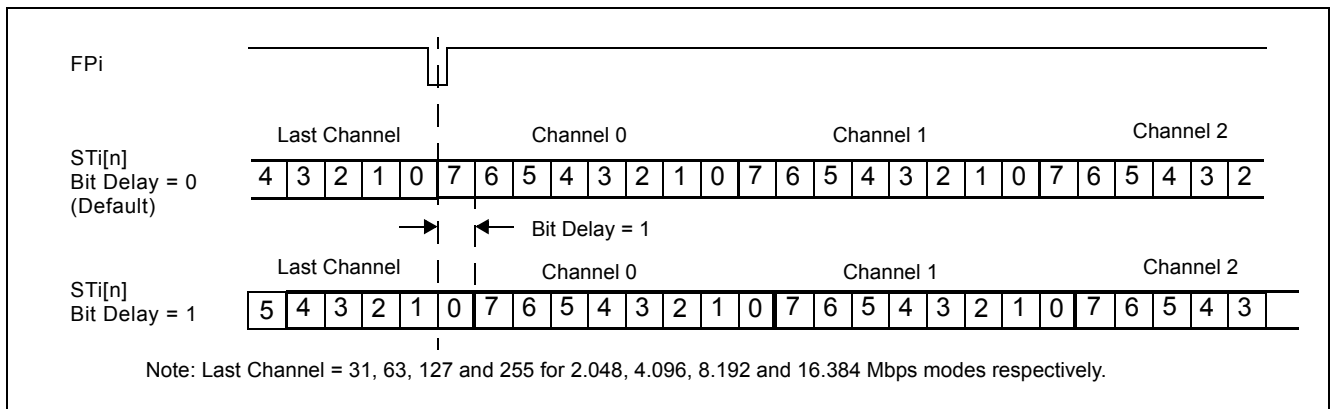 FPi
Last Channel Channel 0 Channel 1 Channel 2
STi[n]
Bit Delay = 0
(Default)
4 3 2 1 0 7 6 5 4 3 2 1 0 7 6 5 4 3 2 1 0 7 6 5 4 3 2
Bit Delay = 1
Last Channel Channel 0 Channel 1 Channel 2
STi[n]
Bit Delay = 1
5 4 3 2 1 0 7 6 5 4 3 2 1 0 7 6 5 4 3 2 1 0 7 6 5 4 3
Note: Last Channel = 31, 63, 127 and 255 for 2.048, 4.096, 8.192 and 16.384 Mbps modes respectively.